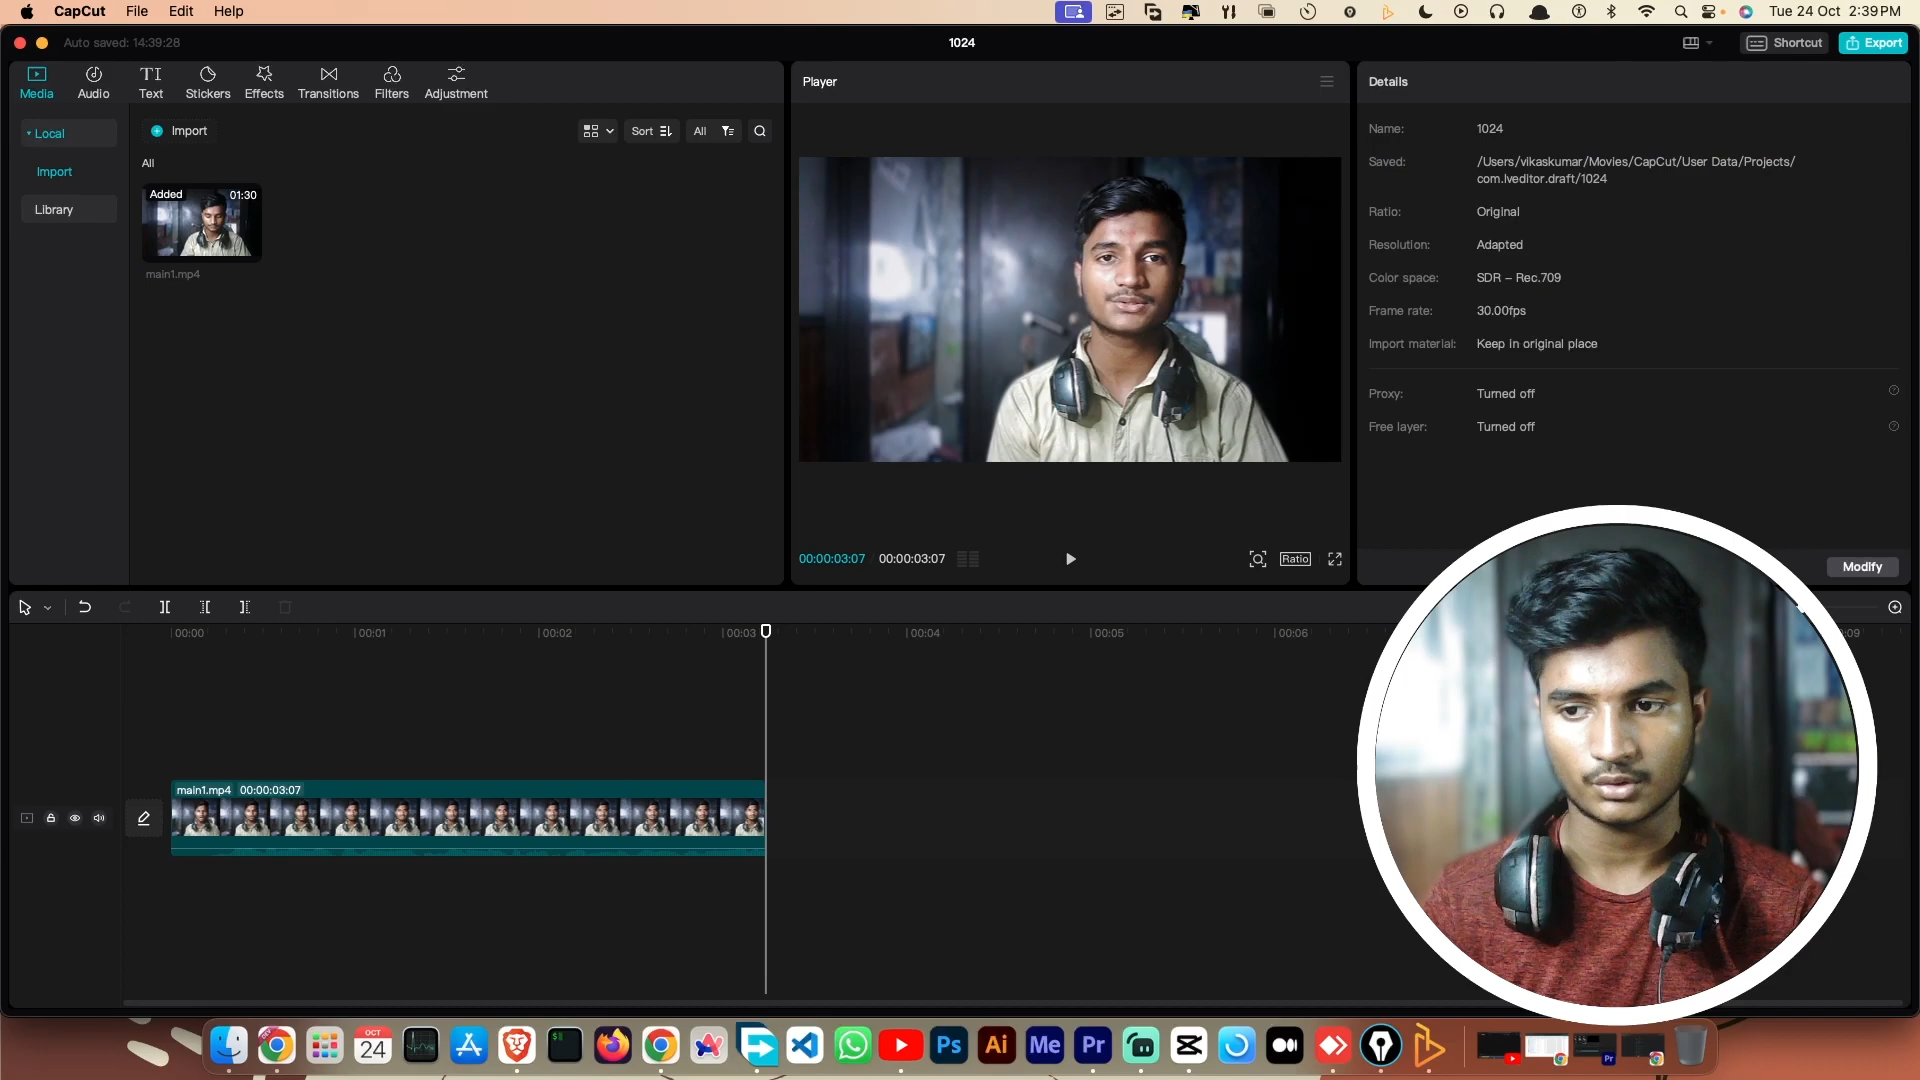 CapCut File Edit Help Tue 24 Oct 2:39 PM
Auto saved: 14:39:28 1024 Shortcut Export
Media Audio TI Text Stickers Effects Transitions Filters Adjustment
Player
Details
Local
Import
Library
Import Sort All
All
Added 01:30
main1.mp4
Name: 1024
Saved: /Users/vikaskumar/Movies/CapCut/User Data/Projects/
com.lveditor.draft/1024
Ratio: Original
Resolution: Adapted
Color space: SDR – Rec.709
Frame rate: 30.00fps
Import material: Keep in original place
Proxy: Turned off
Free layer: Turned off
00:00:03:07 00:00:03:07 Ratio
Modify
00:00 00:01 00:02 00:03 00:04 00:05 00:06 :09
main1.mp4 00:00:03:07
OCT
24 Ps Ai Me Pr
Pr